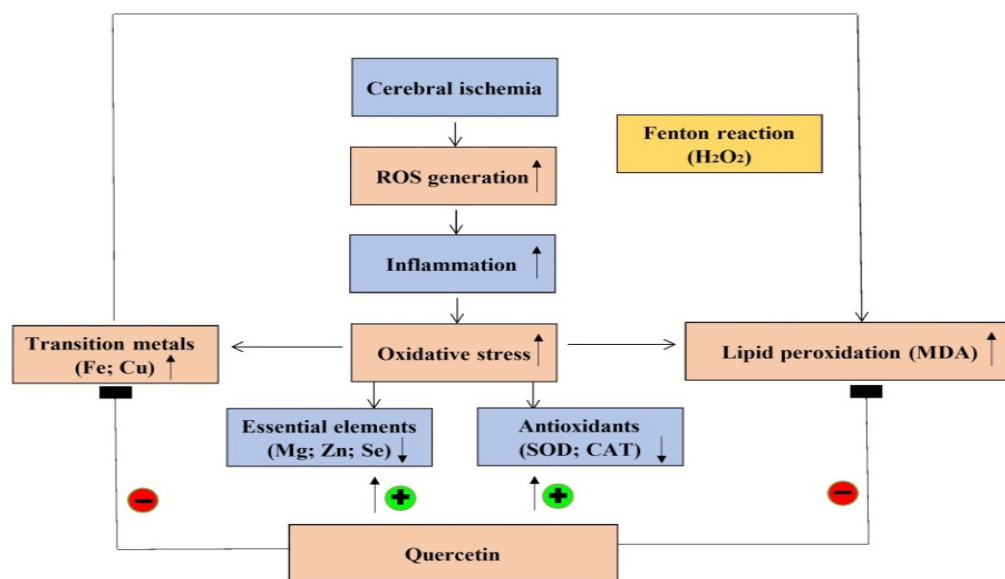 Cerebral ischemia
Fenton reaction
(H₂O₂)
ROS generation
Inflammation
Transition metals
(Fe; Cu)
Oxidative stress
Lipid peroxidation (MDA)
Essential elements
(Mg; Zn; Se)
Antioxidants
(SOD; CAT)
Quercetin